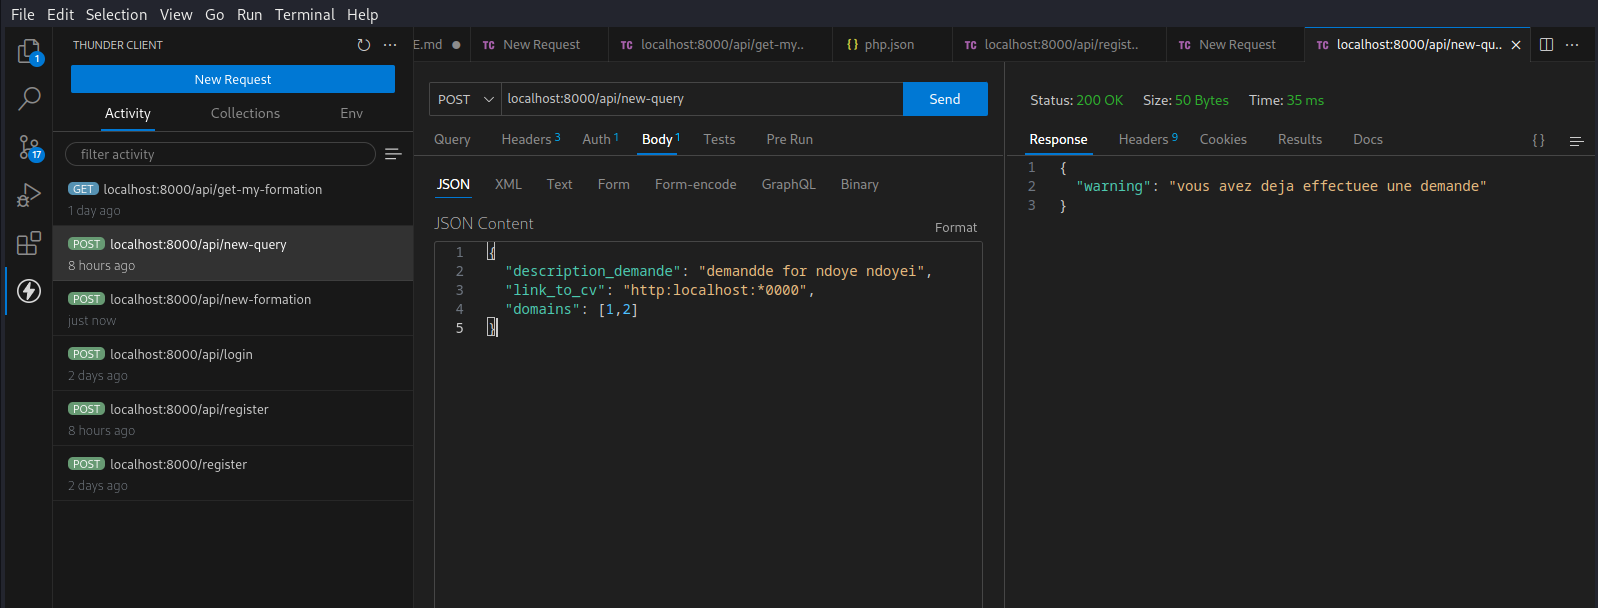 File Edit Selection View Go Run Terminal Help
THUNDER CLIENT
New Request
Activity Collections Env
filter activity
GET localhost:8000/api/get-my-formation
1 day ago
POST localhost:8000/api/new-query
8 hours ago
POST localhost:8000/api/new-formation
just now
POST localhost:8000/api/login
2 days ago
POST localhost:8000/api/register
8 hours ago
POST localhost:8000/register
2 days ago
1
17
E.md TC New Request TC localhost:8000/api/get-my.. {} php.json TC localhost:8000/api/regist.. TC New Request TC localhost:8000/api/new-qu..
POST localhost:8000/api/new-query Send
Query Headers 3 Auth 1 Body 1 Tests Pre Run
JSON XML Text Form Form-encode GraphQL Binary
JSON Content
Format
1 {
2 "description_demande": "demandde for ndoye ndoyei",
3 "link_to_cv": "http:localhost:*0000",
4 "domains": [1,2]
5 }
Status: 200 OK Size: 50 Bytes Time: 35 ms
Response Headers 9 Cookies Results Docs {}
1 {
2 "warning": "vous avez deja effectuee une demande"
3 }